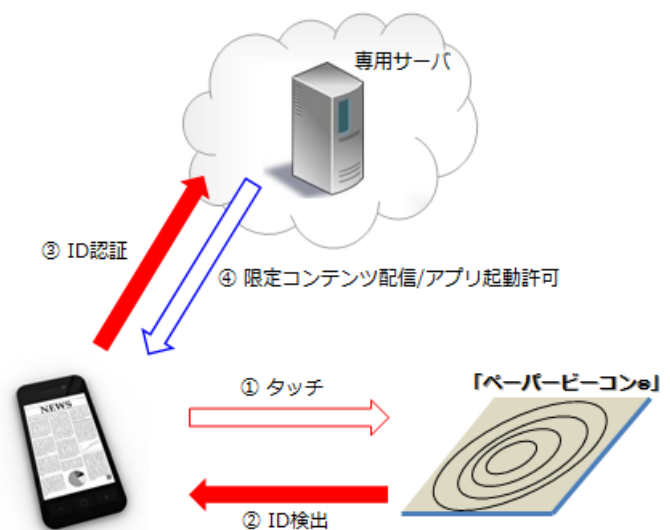 専用サーバ
③ ID認証
④ 限定コンテンツ配信/アプリ起動許可
① タッチ
「ペーパービーコン®」
NEWS
② ID検出